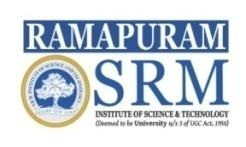 RAMAPURAM
SRM
INSTITUTE OF SCIENCE & TECHNOLOGY
(Deemed to be University u/s 3 of UGC Act, 1956)